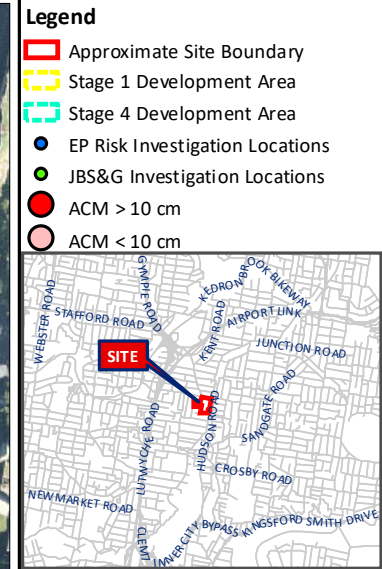 Legend
Approximate Site Boundary
Stage 1 Development Area
Stage 4 Development Area
EP Risk Investigation Locations
JBS&G Investigation Locations
ACM > 10 cm
ACM < 10 cm
GYMPIE ROAD
KEDRON BROOK BIKEWAY
WEBSTER ROAD
STAFFORD ROAD
KENT ROAD
AIRPORT LINK
JUNCTION ROAD
SITE
SANDGATE ROAD
HUDSON ROAD
LUTWYCHE ROAD
CROSBY ROAD
NEWMARKET ROAD
INNER CITY BYPASS
KINGSFORD SMITH DRIVE
CLEM7